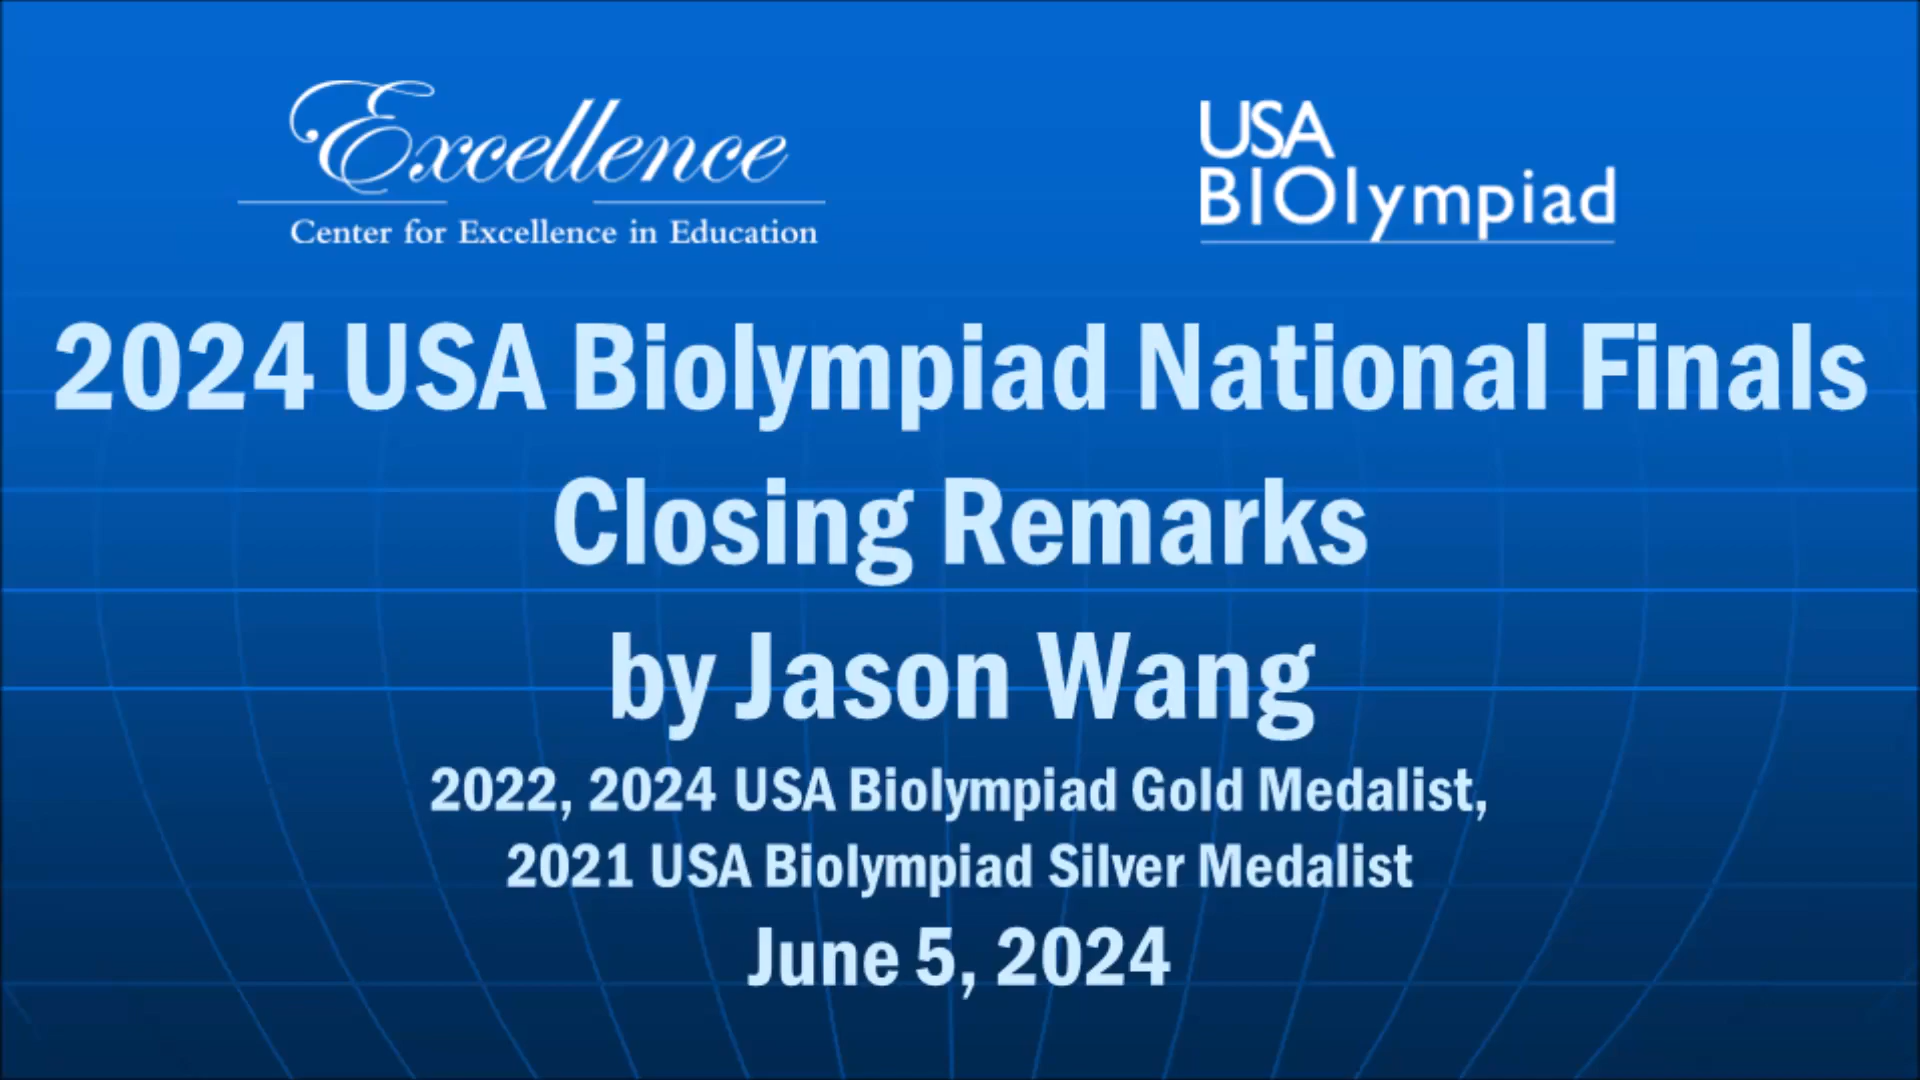 Excellence
Center for Excellence in Education
USA
BIOlympiad
2024 USA Biolympiad National Finals
Closing Remarks
by Jason Wang
2022, 2024 USA Biolympiad Gold Medalist,
2021 USA Biolympiad Silver Medalist
June 5, 2024